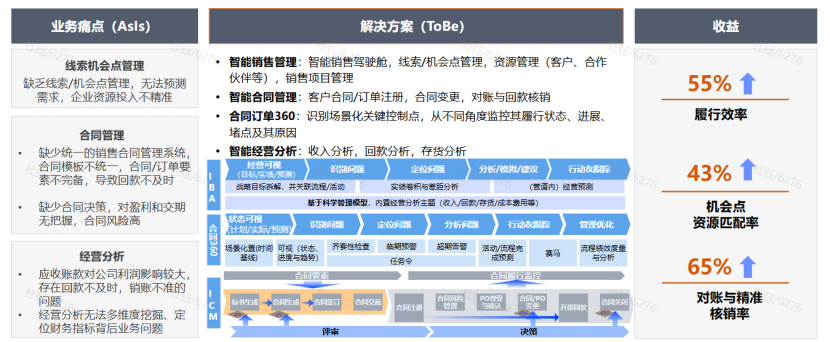 业务痛点（AsIs）
线索机会点管理
缺乏线索/机会点管理，无法预测
需求，企业资源投入不精准
合同管理
• 缺少统一的销售合同管理系统，
合同模板不统一，合同/订单要
素不完备，导致回款不及时
• 缺少合同决策，对盈利和交期
无把握，合同风险高
经营分析
• 应收账款对公司利润影响较大，
存在回款不及时，销账不准的
问题
• 经营分析无法多维度挖掘、定
位财务指标背后业务问题
解决方案（ToBe）
• 智能销售管理：智能销售驾驶舱，线索/机会点管理，资源管理（客户、合作
伙伴等），销售项目管理
• 智能合同管理：客户合同/订单注册，合同变更，对账与回款核销
• 合同订单360：识别场景化关键控制点，从不同角度监控其履行状态、进展、
堵点及其原因
• 智能经营分析：收入分析，回款分析，存货分析
IBA
经营可视
（目标/实绩/预测）
识别问题
定位问题
分析/模拟/建议
行动&跟踪
战略目标拆解，并关联流程/活动
实绩卷积与差距分析
（管道内）经营预测
基于科学管理模型，内置经营分析主题（收入/回款/存货/成本费用等）
合同360
状态可视
（计划/实际/预测）
识别问题
定位问题
分析问题
行动&跟踪
管理优化
场景化置(时间
基线)
可视（状态、
进度与趋势）
齐套性检查
临期预警
超期告警
任务令
活动/流程完
成预测
赛马
流程绩效度量
与分析
合同要素
合同履行监控
ICM
标书生成
合同生成
合同签订
合同交底
合同注册
合同风险
管理
PO接受
与确认
合同/PO
变更
开票回款
合同关闭
评审
决策
收益
55%
履行效率
43%
机会点
资源匹配率
65%
对账与精准
核销率